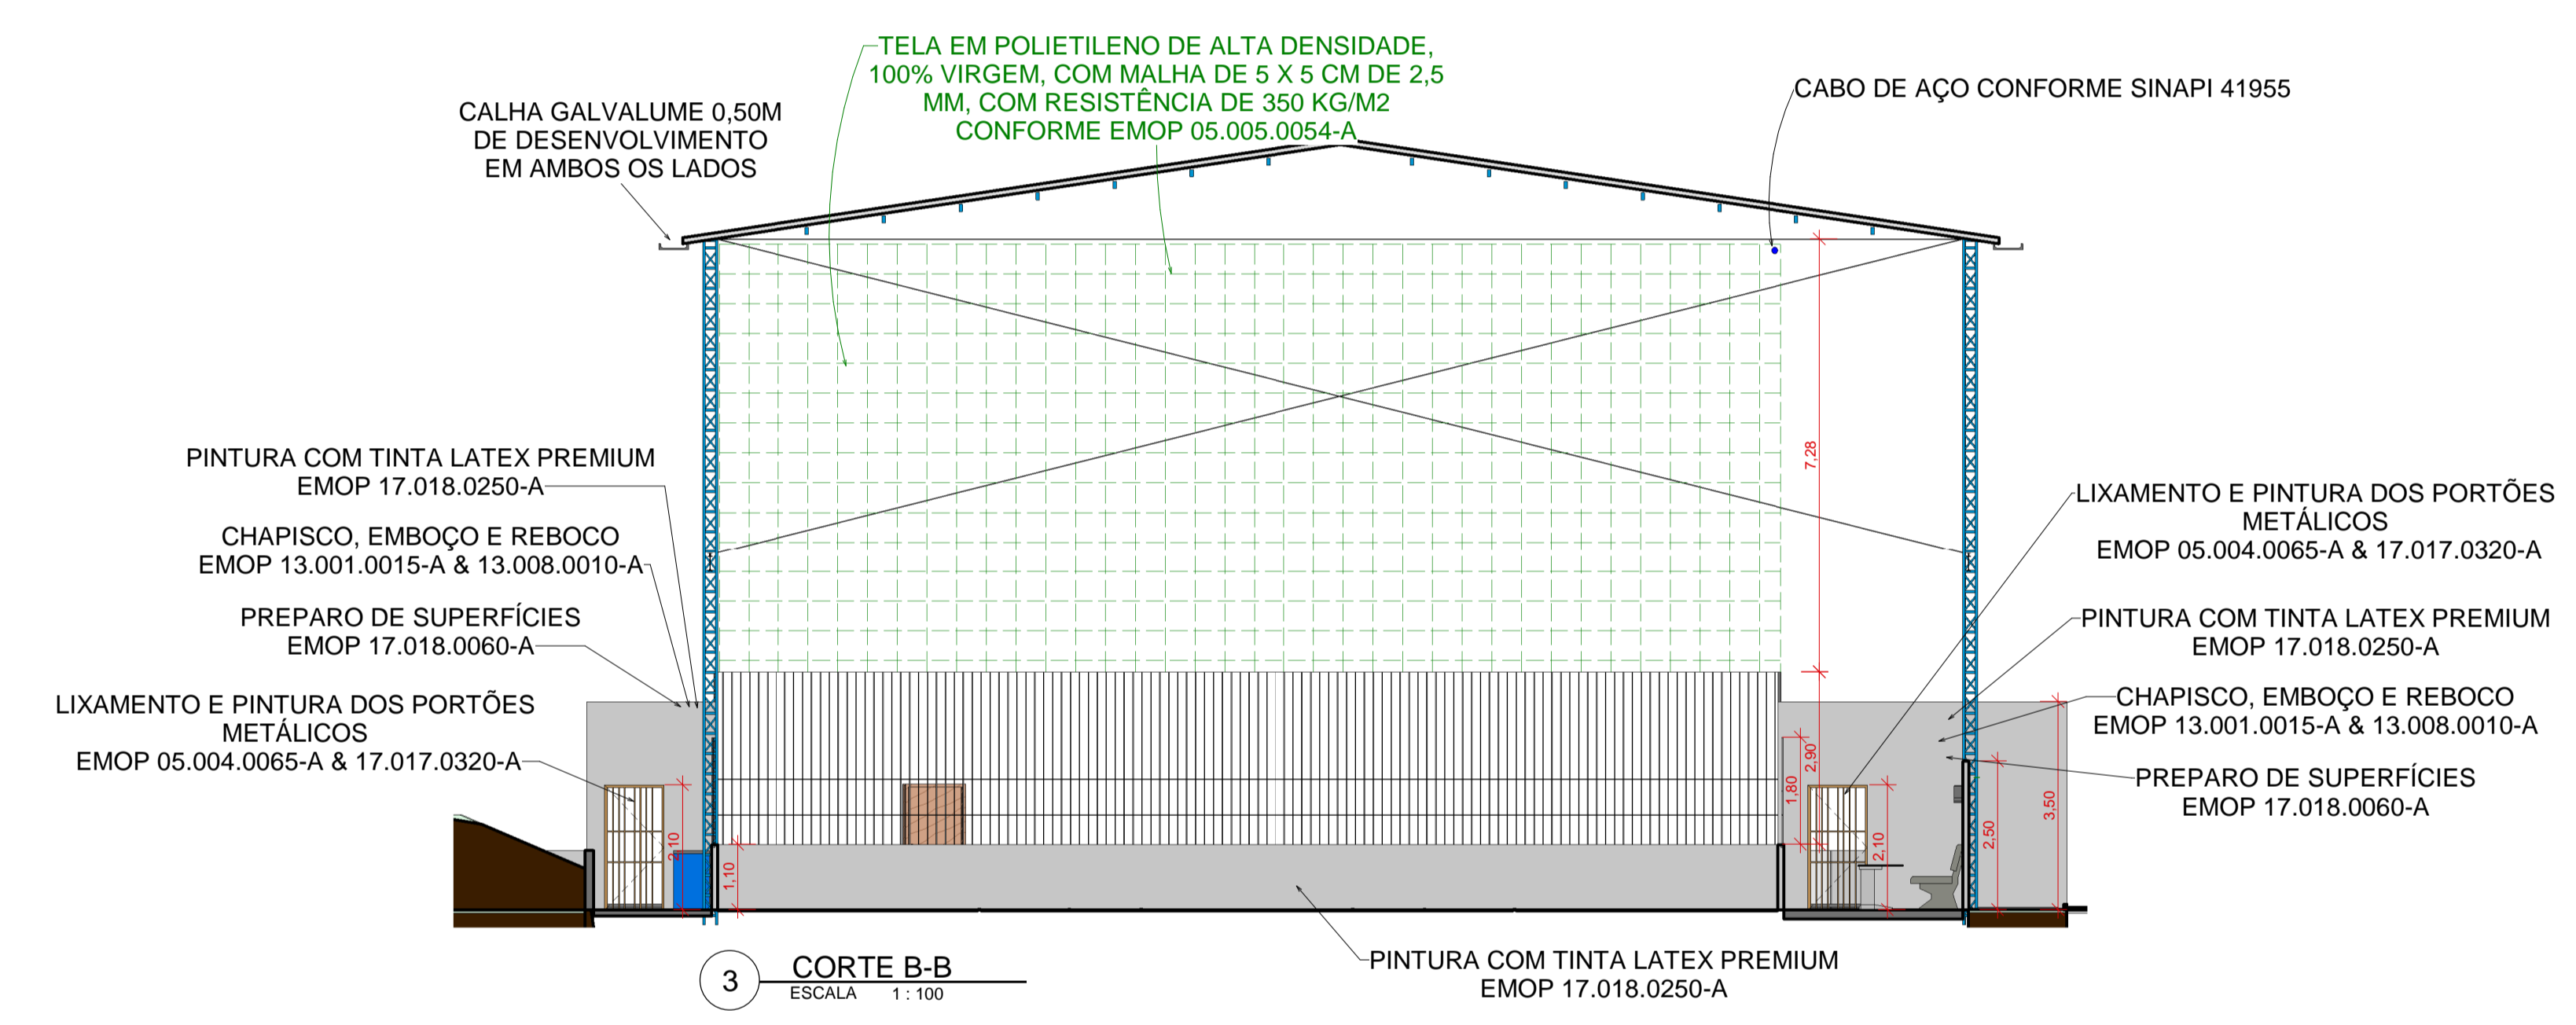 TELA EM POLIETILENO DE ALTA DENSIDADE,
100% VIRGEM, COM MALHA DE 5 X 5 CM DE 2,5
MM, COM RESISTÊNCIA DE 350 KG/M2
CONFORME EMOP 05.005.0054-A
CABO DE AÇO CONFORME SINAPI 41955
CALHA GALVALUME 0,50M
DE DESENVOLVIMENTO
EM AMBOS OS LADOS
PINTURA COM TINTA LATEX PREMIUM
EMOP 17.018.0250-A
CHAPISCO, EMBOÇO E REBOCO
EMOP 13.001.0015-A & 13.008.0010-A
PREPARO DE SUPERFÍCIES
EMOP 17.018.0060-A
LIXAMENTO E PINTURA DOS PORTÕES
METÁLICOS
EMOP 05.004.0065-A & 17.017.0320-A
7,28
LIXAMENTO E PINTURA DOS PORTÕES
METÁLICOS
EMOP 05.004.0065-A & 17.017.0320-A
PINTURA COM TINTA LATEX PREMIUM
EMOP 17.018.0250-A
CHAPISCO, EMBOÇO E REBOCO
EMOP 13.001.0015-A & 13.008.0010-A
PREPARO DE SUPERFÍCIES
EMOP 17.018.0060-A
2,10
1,10
1,80
2,90
2,10
2,50
3,50
PINTURA COM TINTA LATEX PREMIUM
EMOP 17.018.0250-A
3
CORTE B-B
ESCALA 1 : 100